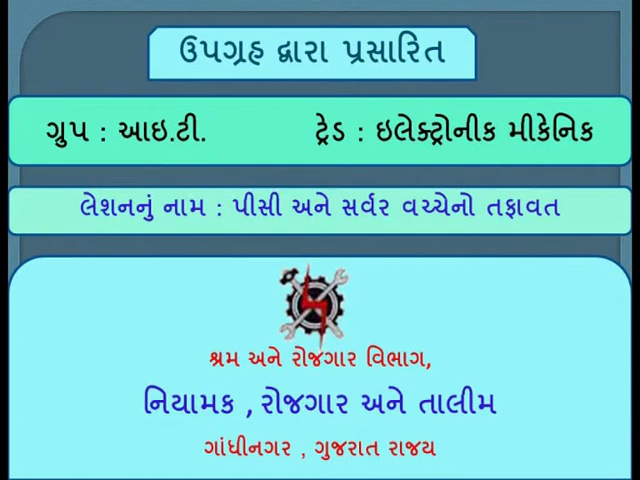 ઉપગ્રહ દ્વારા પ્રસારિત
ગ્રુપ : આઇ.ટી. ટ્રેડ : ઇલેક્ટ્રોનીક મીકેનિક
લેશનનું નામ : પીસી અને સર્વર વચ્ચેનો તફાવત
શ્રમ અને રોજગાર વિભાગ,
નિયામક , રોજગાર અને તાલીમ
ગાંધીનગર , ગુજરાત રાજય